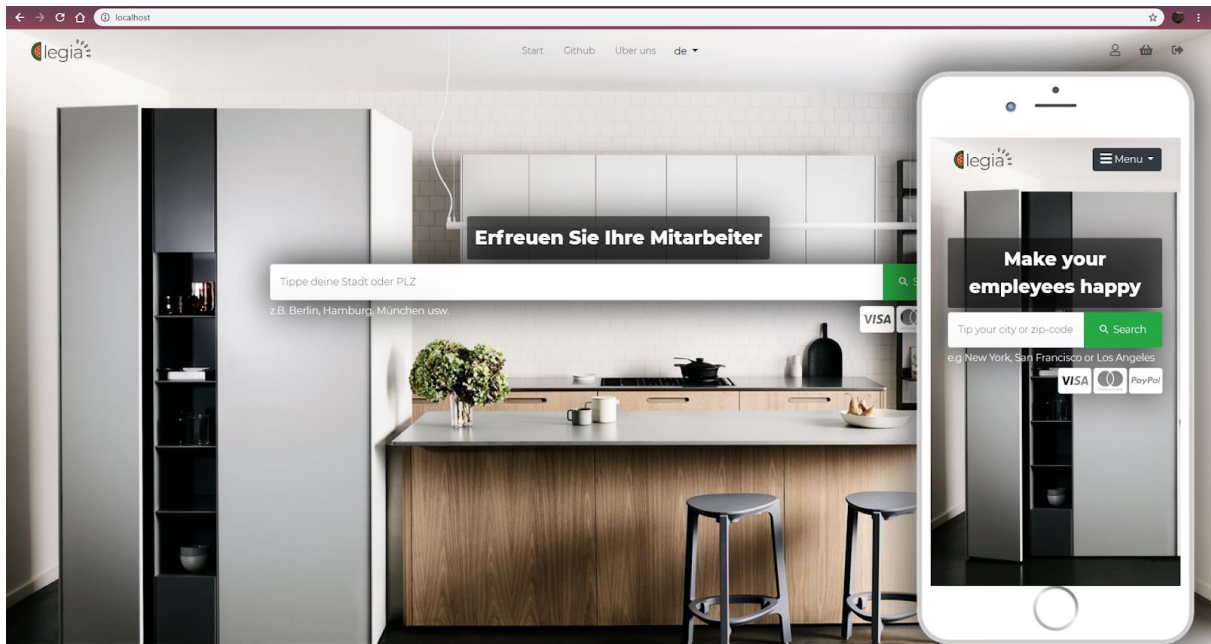 localhost
legia
Start Github Uber uns de
Erfreuen Sie Ihre Mitarbeiter
Tippe deine Stadt oder PLZ
S
z.B. Berlin, Hamburg, München usw.
VISA
legia
Menu
Make your
empleyees happy
Tip your city or zip-code Search
e.g New York, San Francisco or Los Angeles
VISA PayPal